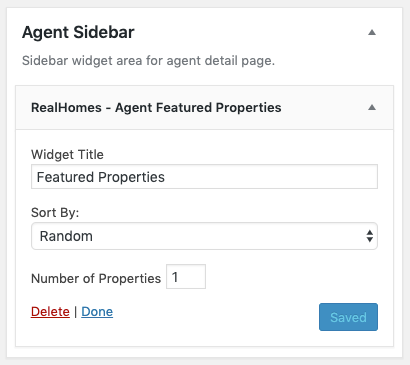 Agent Sidebar
Sidebar widget area for agent detail page.
RealHomes - Agent Featured Properties
Widget Title
Featured Properties
Sort By:
Random
Number of Properties 1
Delete | Done Saved